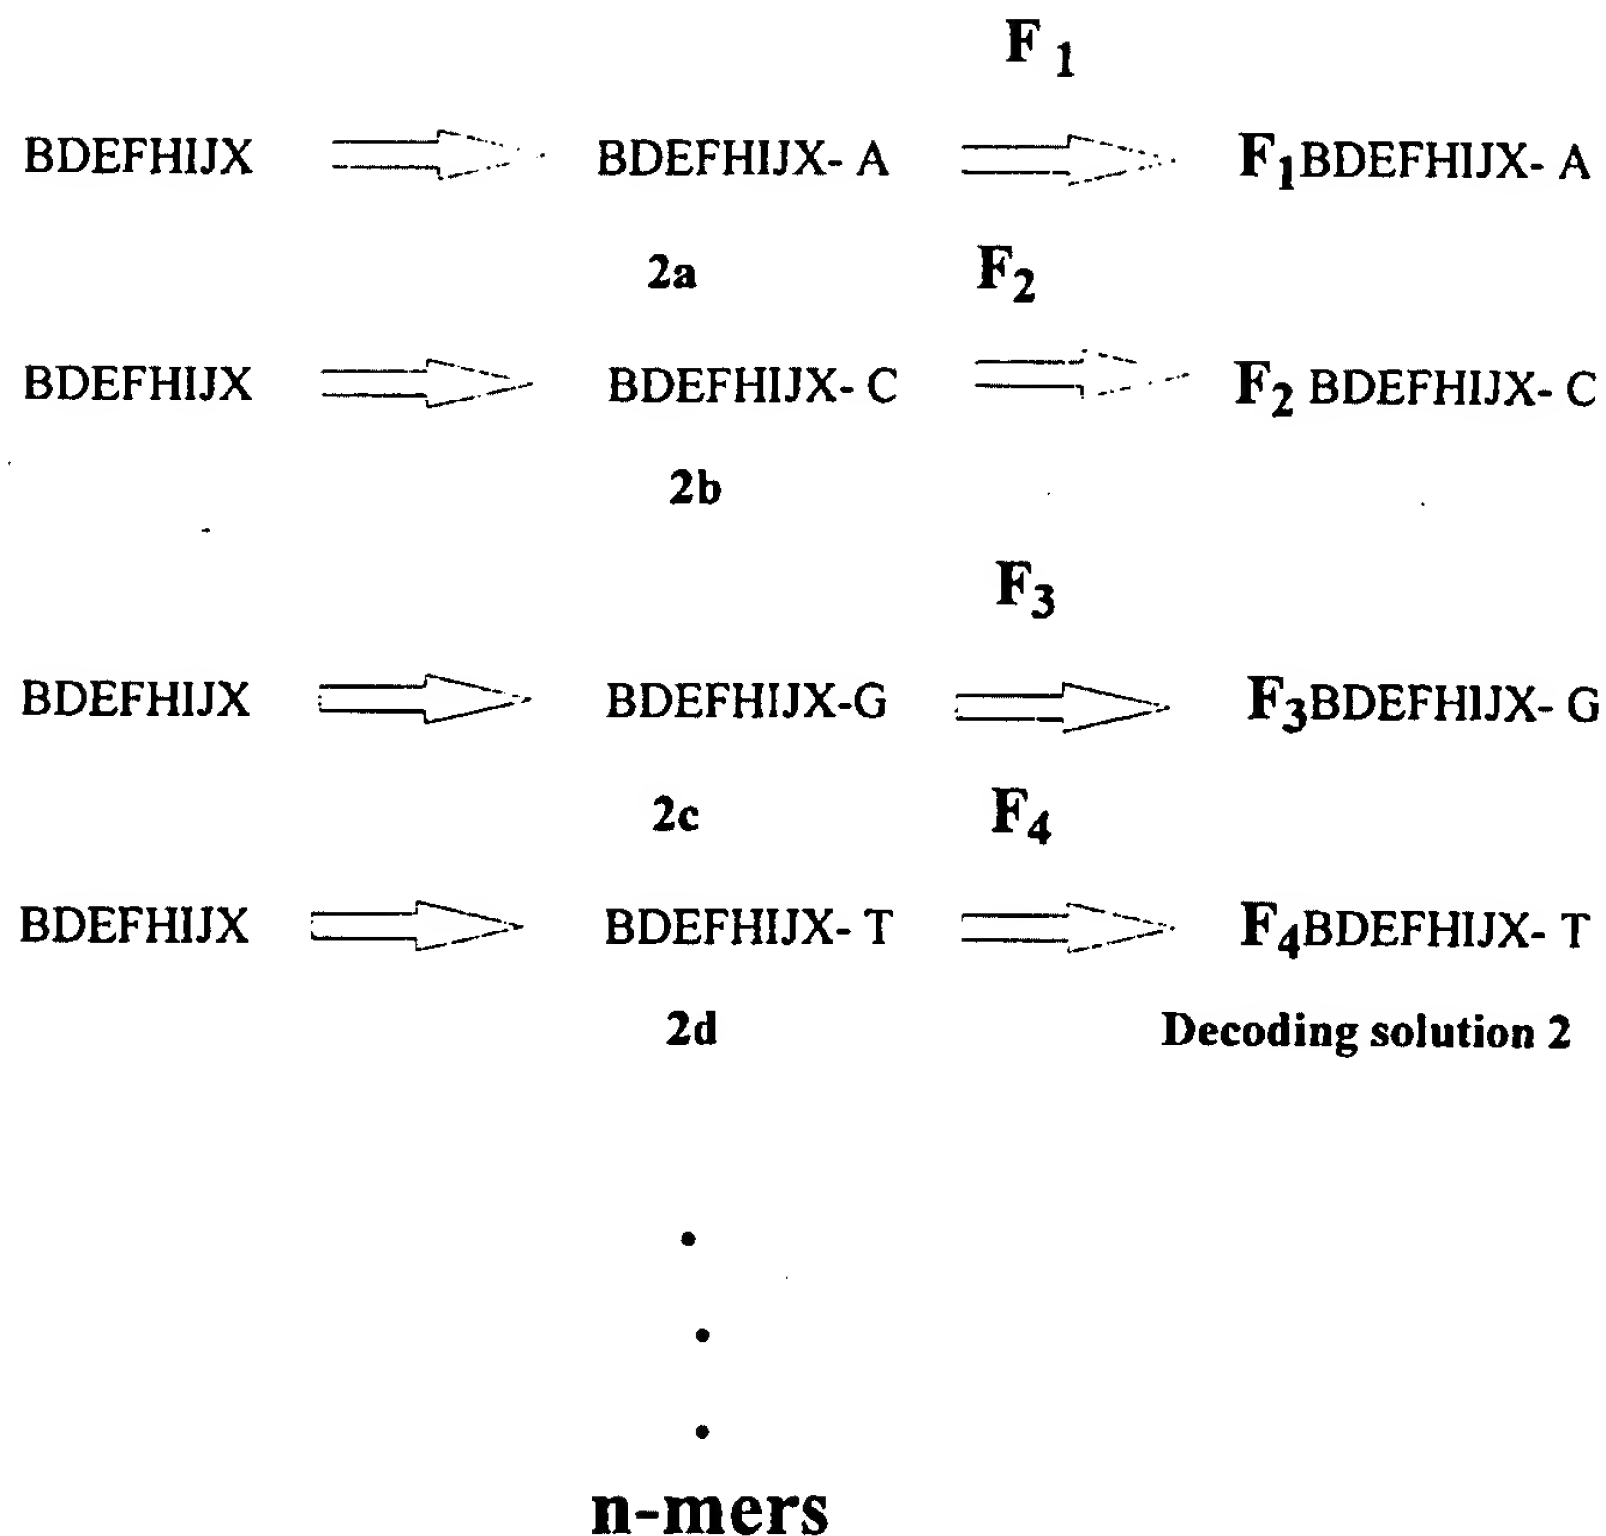 F 1
BDEFHIJX BDEFHIJX- A F1BDEFHIJX- A
2a F2
BDEFHIJX BDEFHIJX- C F2 BDEFHIJX- C
2b
F3
BDEFHIJX BDEFHIJX-G F3BDEFHIJX- G
2c F4
BDEFHIJX BDEFHIJX- T F4BDEFHIJX- T
2d Decoding solution 2
n-mers